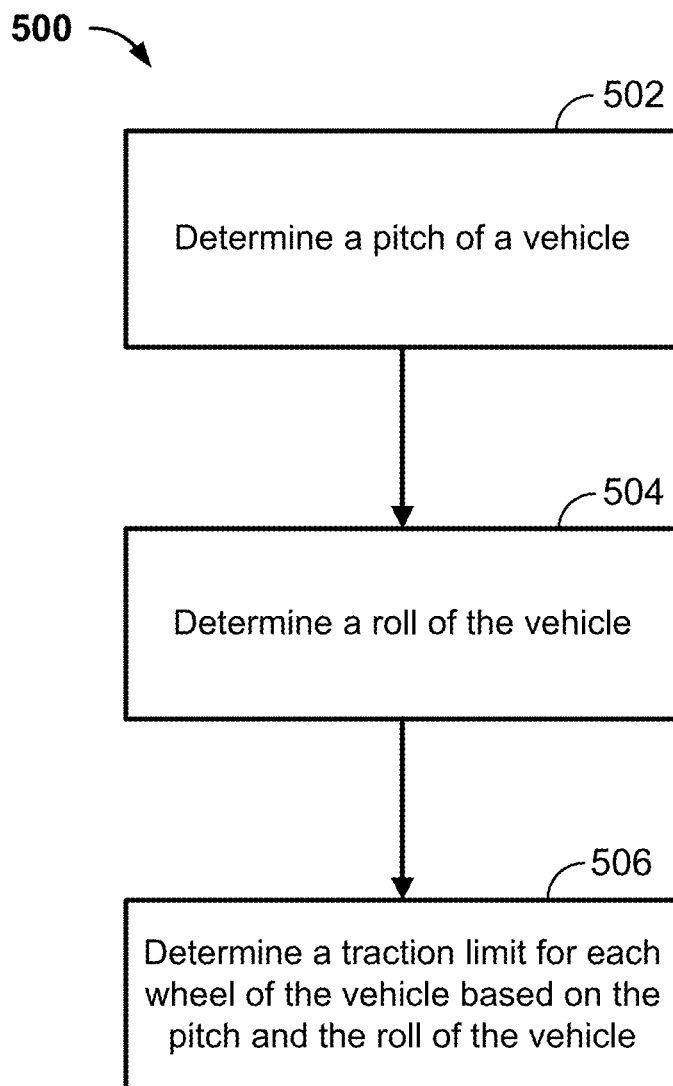 500
502
Determine a pitch of a vehicle
504
Determine a roll of the vehicle
506
Determine a traction limit for each
wheel of the vehicle based on the
pitch and the roll of the vehicle